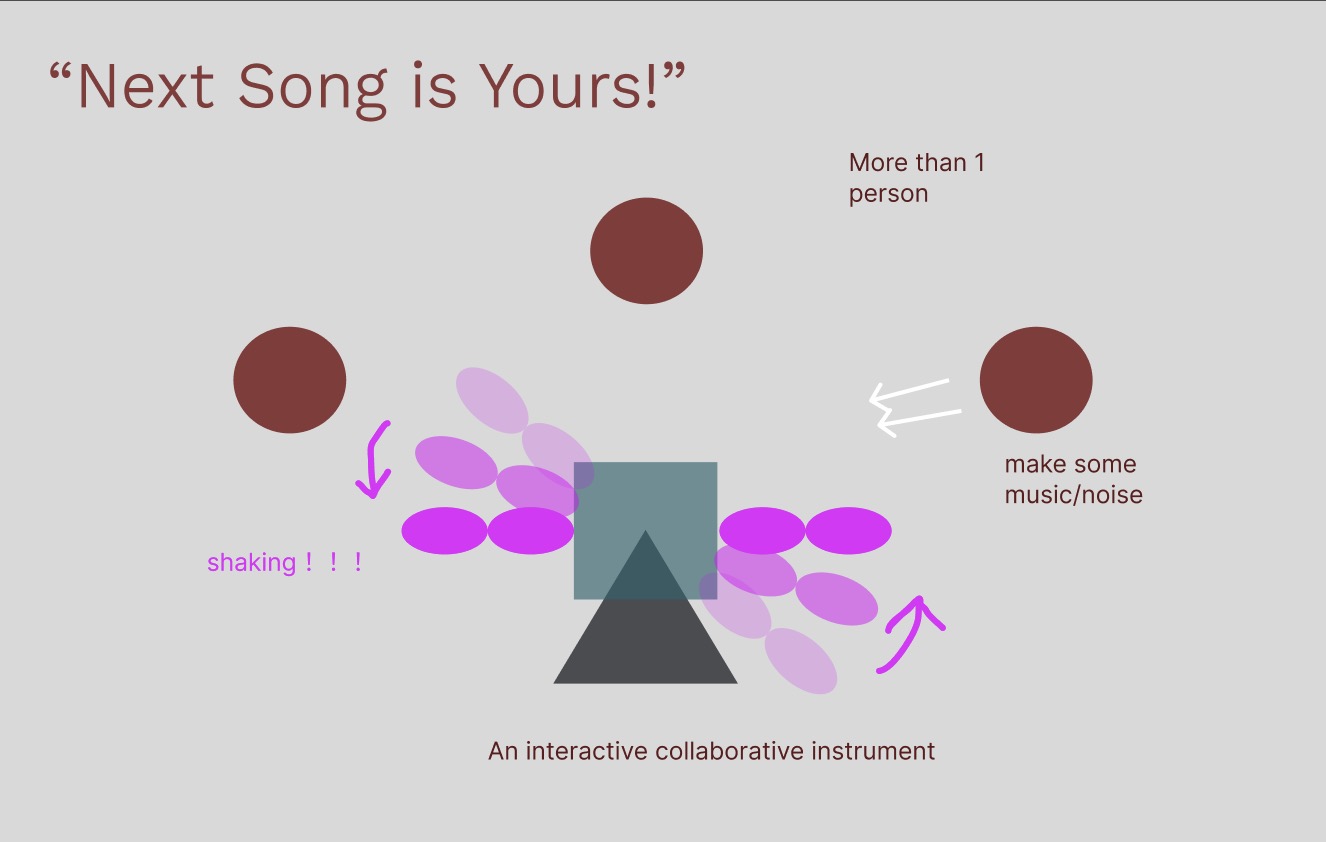 “Next Song is Yours!”
More than 1
person
make some
music/noise
shaking！！！
An interactive collaborative instrument